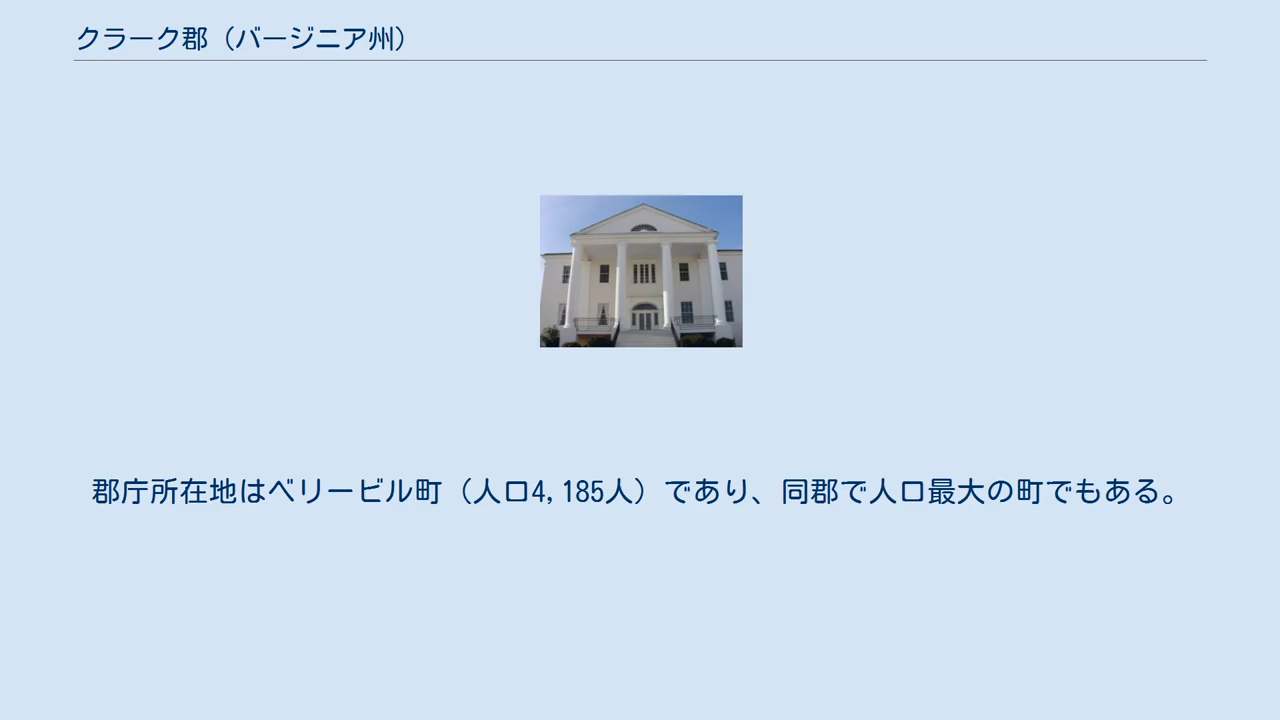 クラーク郡（バージニア州）
郡庁所在地はベリービル町（人口4,185人）であり、同郡で人口最大の町でもある。